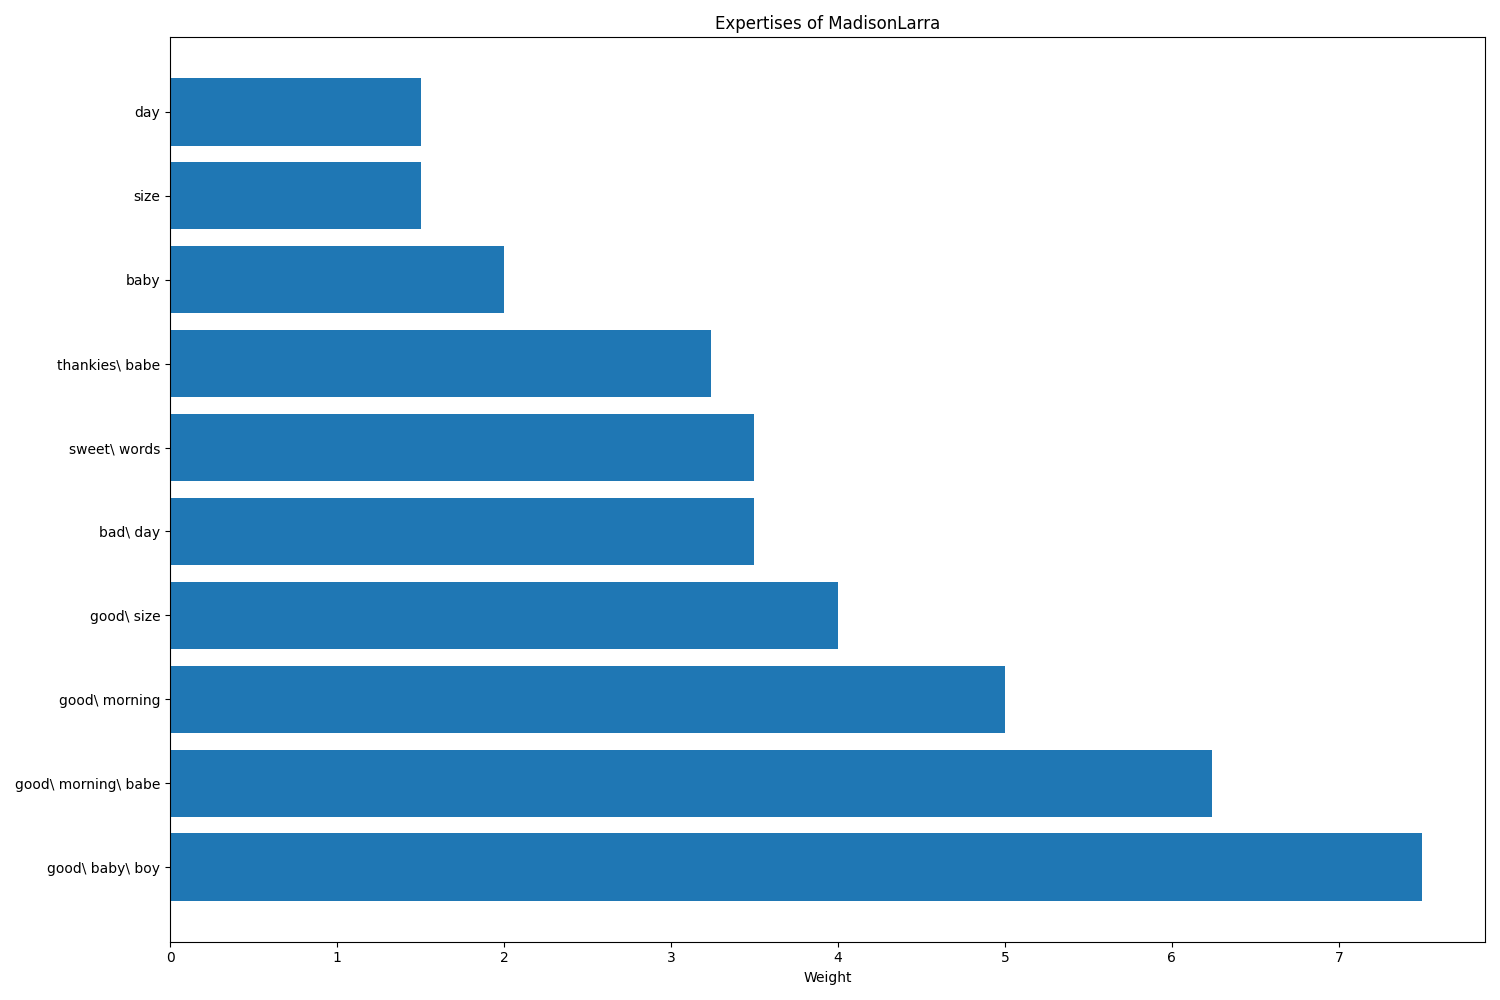 Expertises of MadisonLarra
day
size
baby
thankies\ babe
sweet\ words
bad\ day
good\ size
good\ morning
good\ morning\ babe
good\ baby\ boy
0 1 2 3 4 5 6 7
Weight